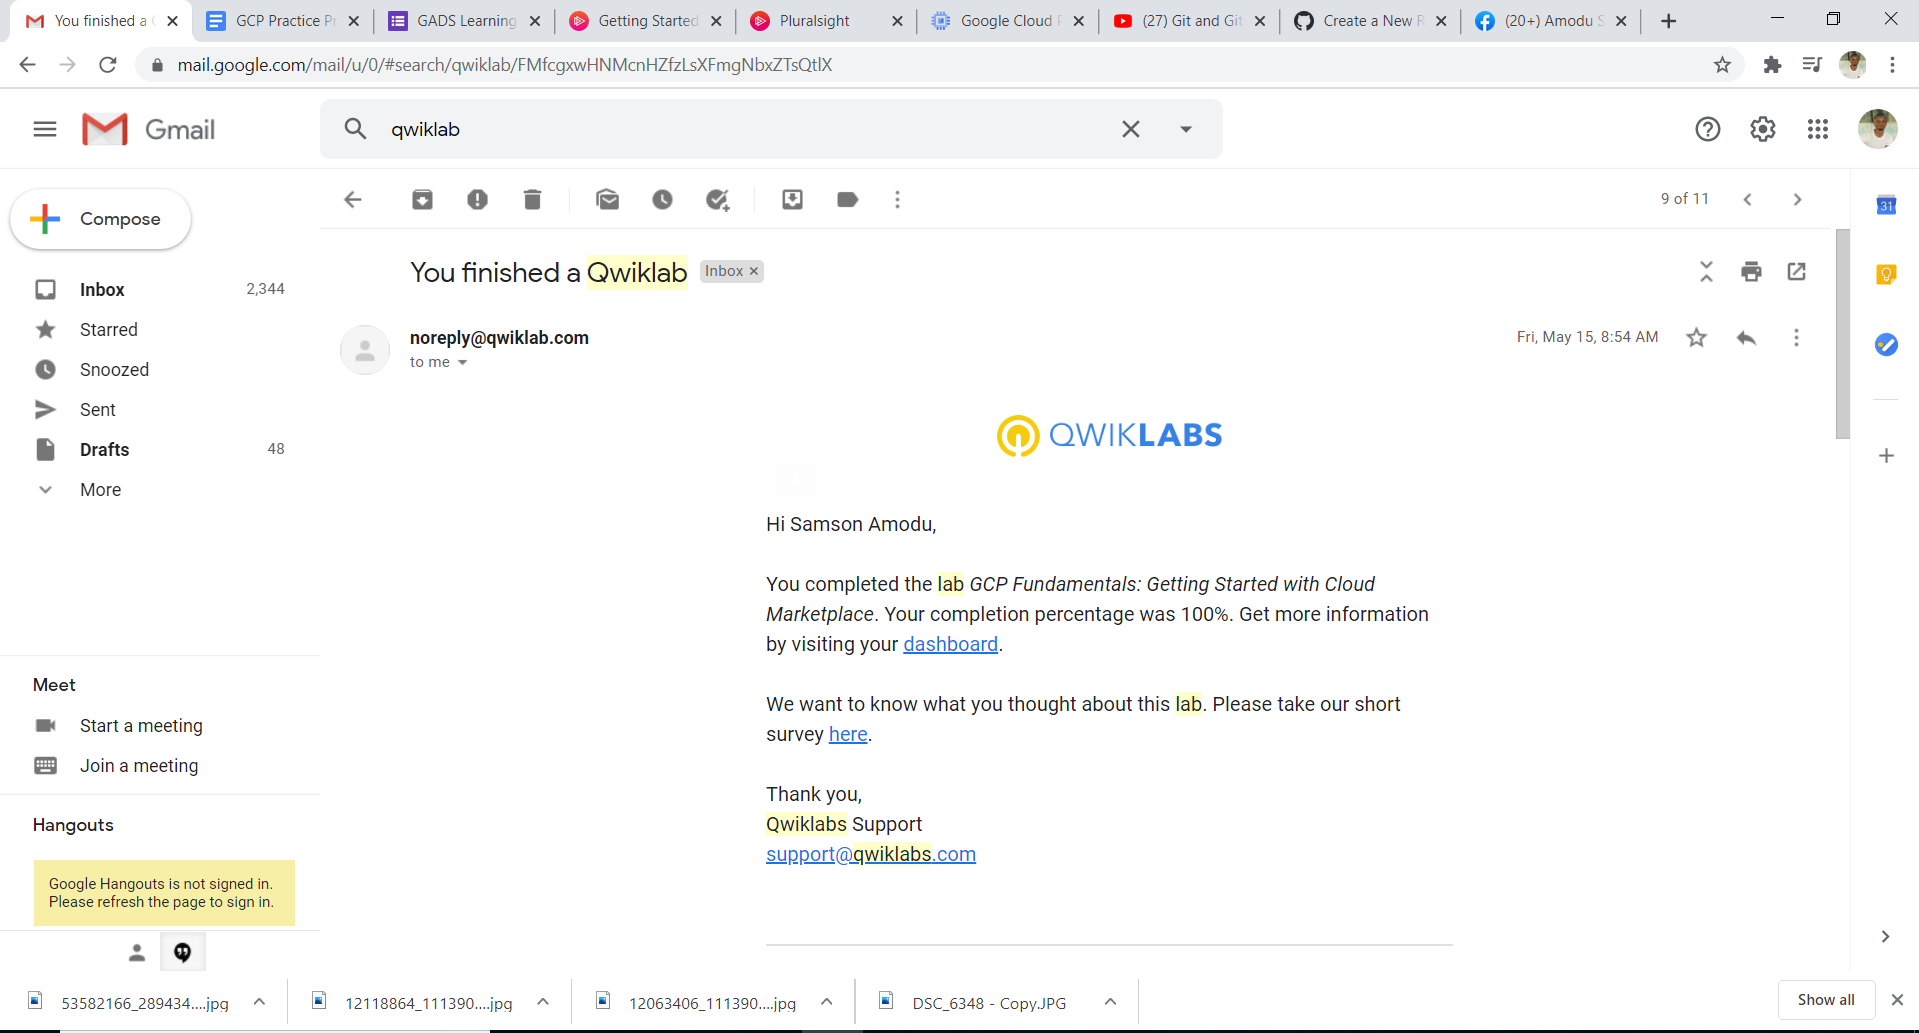 You finished a
GCP Practice Pr
GADS Learning
Getting Started
Pluralsight
Google Cloud P
(27) Git and Git
Create a New R
(20+) Amodu S
mail.google.com/mail/u/0/#search/qwiklab/FMfcgxwHNMcnHZfzLsXFmgNbxZTsQtlX
Gmail
qwiklab
Compose
9 of 11
31
Inbox 2,344
Starred
Snoozed
Sent
Drafts 48
More
Meet
Start a meeting
Join a meeting
Hangouts
Google Hangouts is not signed in.
Please refresh the page to sign in.
You finished a Qwiklab Inbox
noreply@qwiklab.com
to me
Fri, May 15, 8:54 AM
QWIKLABS
Hi Samson Amodu,
You completed the lab GCP Fundamentals: Getting Started with Cloud
Marketplace. Your completion percentage was 100%. Get more information
by visiting your dashboard.
We want to know what you thought about this lab. Please take our short
survey here.
Thank you,
Qwiklabs Support
support@qwiklabs.com
53582166_289434....jpg
12118864_111390....jpg
12063406_111390....jpg
DSC_6348 - Copy.JPG
Show all